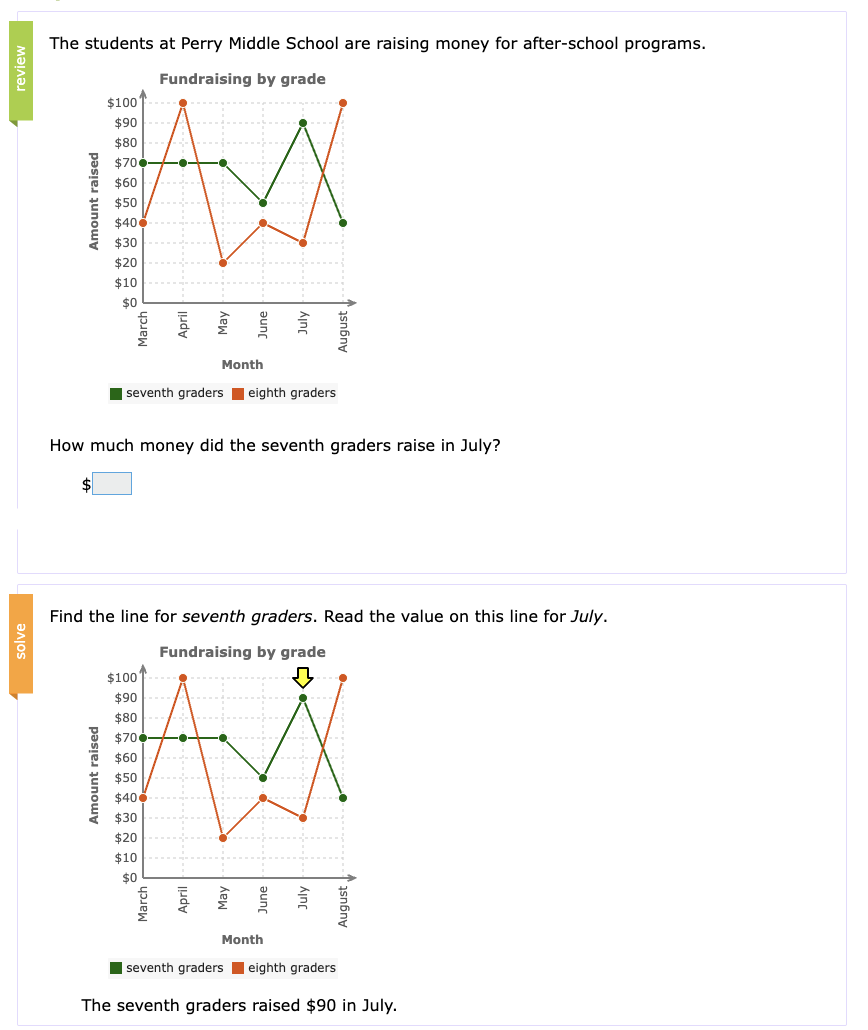 review
The students at Perry Middle School are raising money for after-school programs.
Fundraising by grade
$100
$90
$80
$70
$60
$50
$40
$30
$20
$10
$0
Amount raised
March
April
May
June
July
August
Month
seventh graders eighth graders
How much money did the seventh graders raise in July?
$
solve
Find the line for seventh graders. Read the value on this line for July.
Fundraising by grade
$100
$90
$80
$70
$60
$50
$40
$30
$20
$10
$0
Amount raised
March
April
May
June
July
August
Month
seventh graders eighth graders
The seventh graders raised $90 in July.